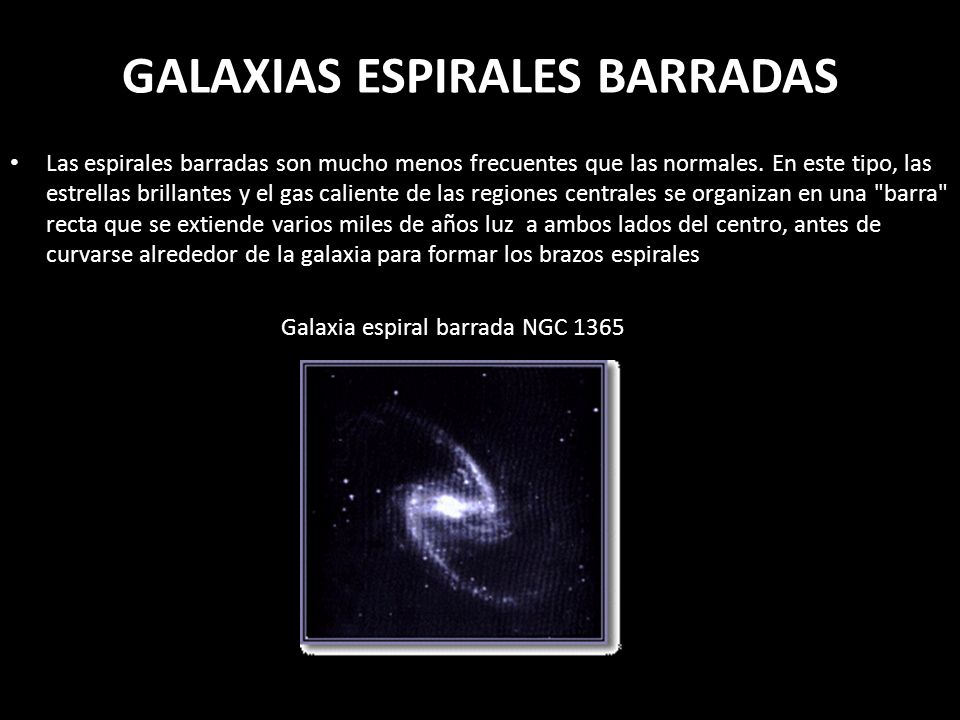 GALAXIAS ESPIRALES BARRADAS
• Las espirales barradas son mucho menos frecuentes que las normales. En este tipo, las
estrellas brillantes y el gas caliente de las regiones centrales se organizan en una "barra"
recta que se extiende varios miles de años luz  a ambos lados del centro, antes de
curvarse alrededor de la galaxia para formar los brazos espirales
Galaxia espiral barrada NGC 1365